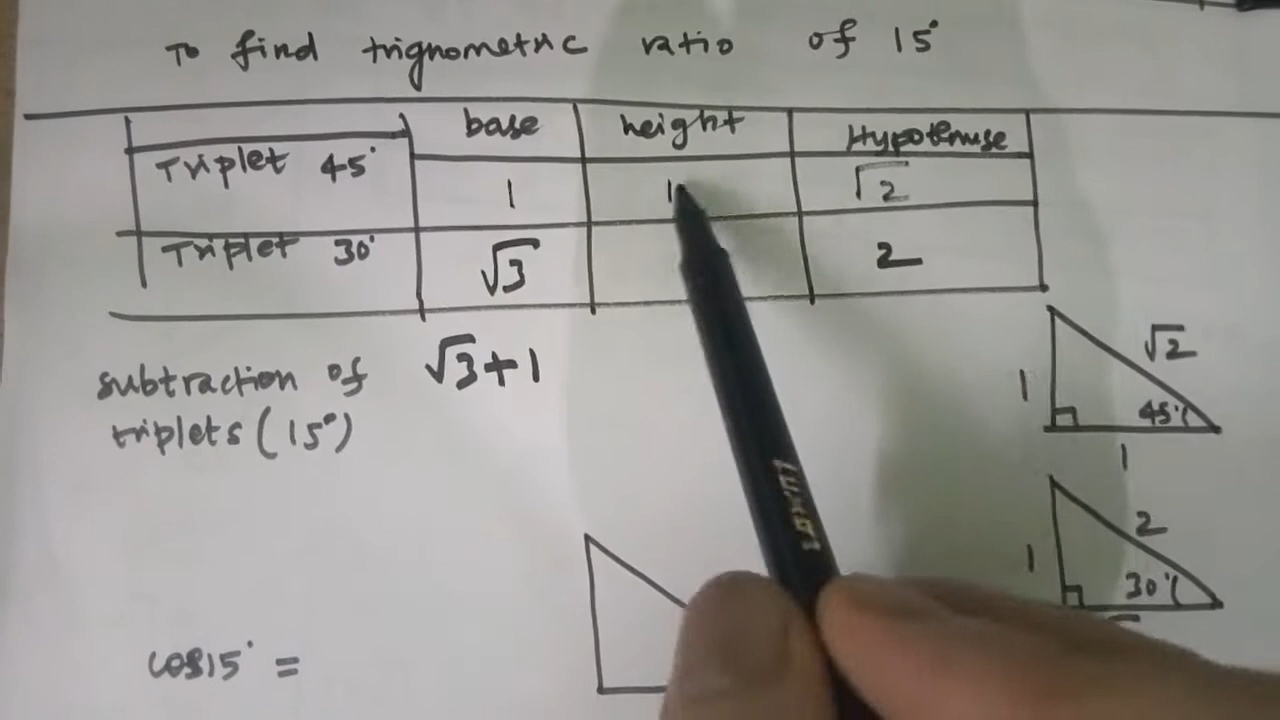 To find trignometric ratio of 15°
base height Hypotenuse
Triplet 45° 1 1 √2
Triplet 30° √3 2
subtraction of √3+1
triplets (15°)
√2
1
45°
1
2
1
30°
cos15° =
Luxor